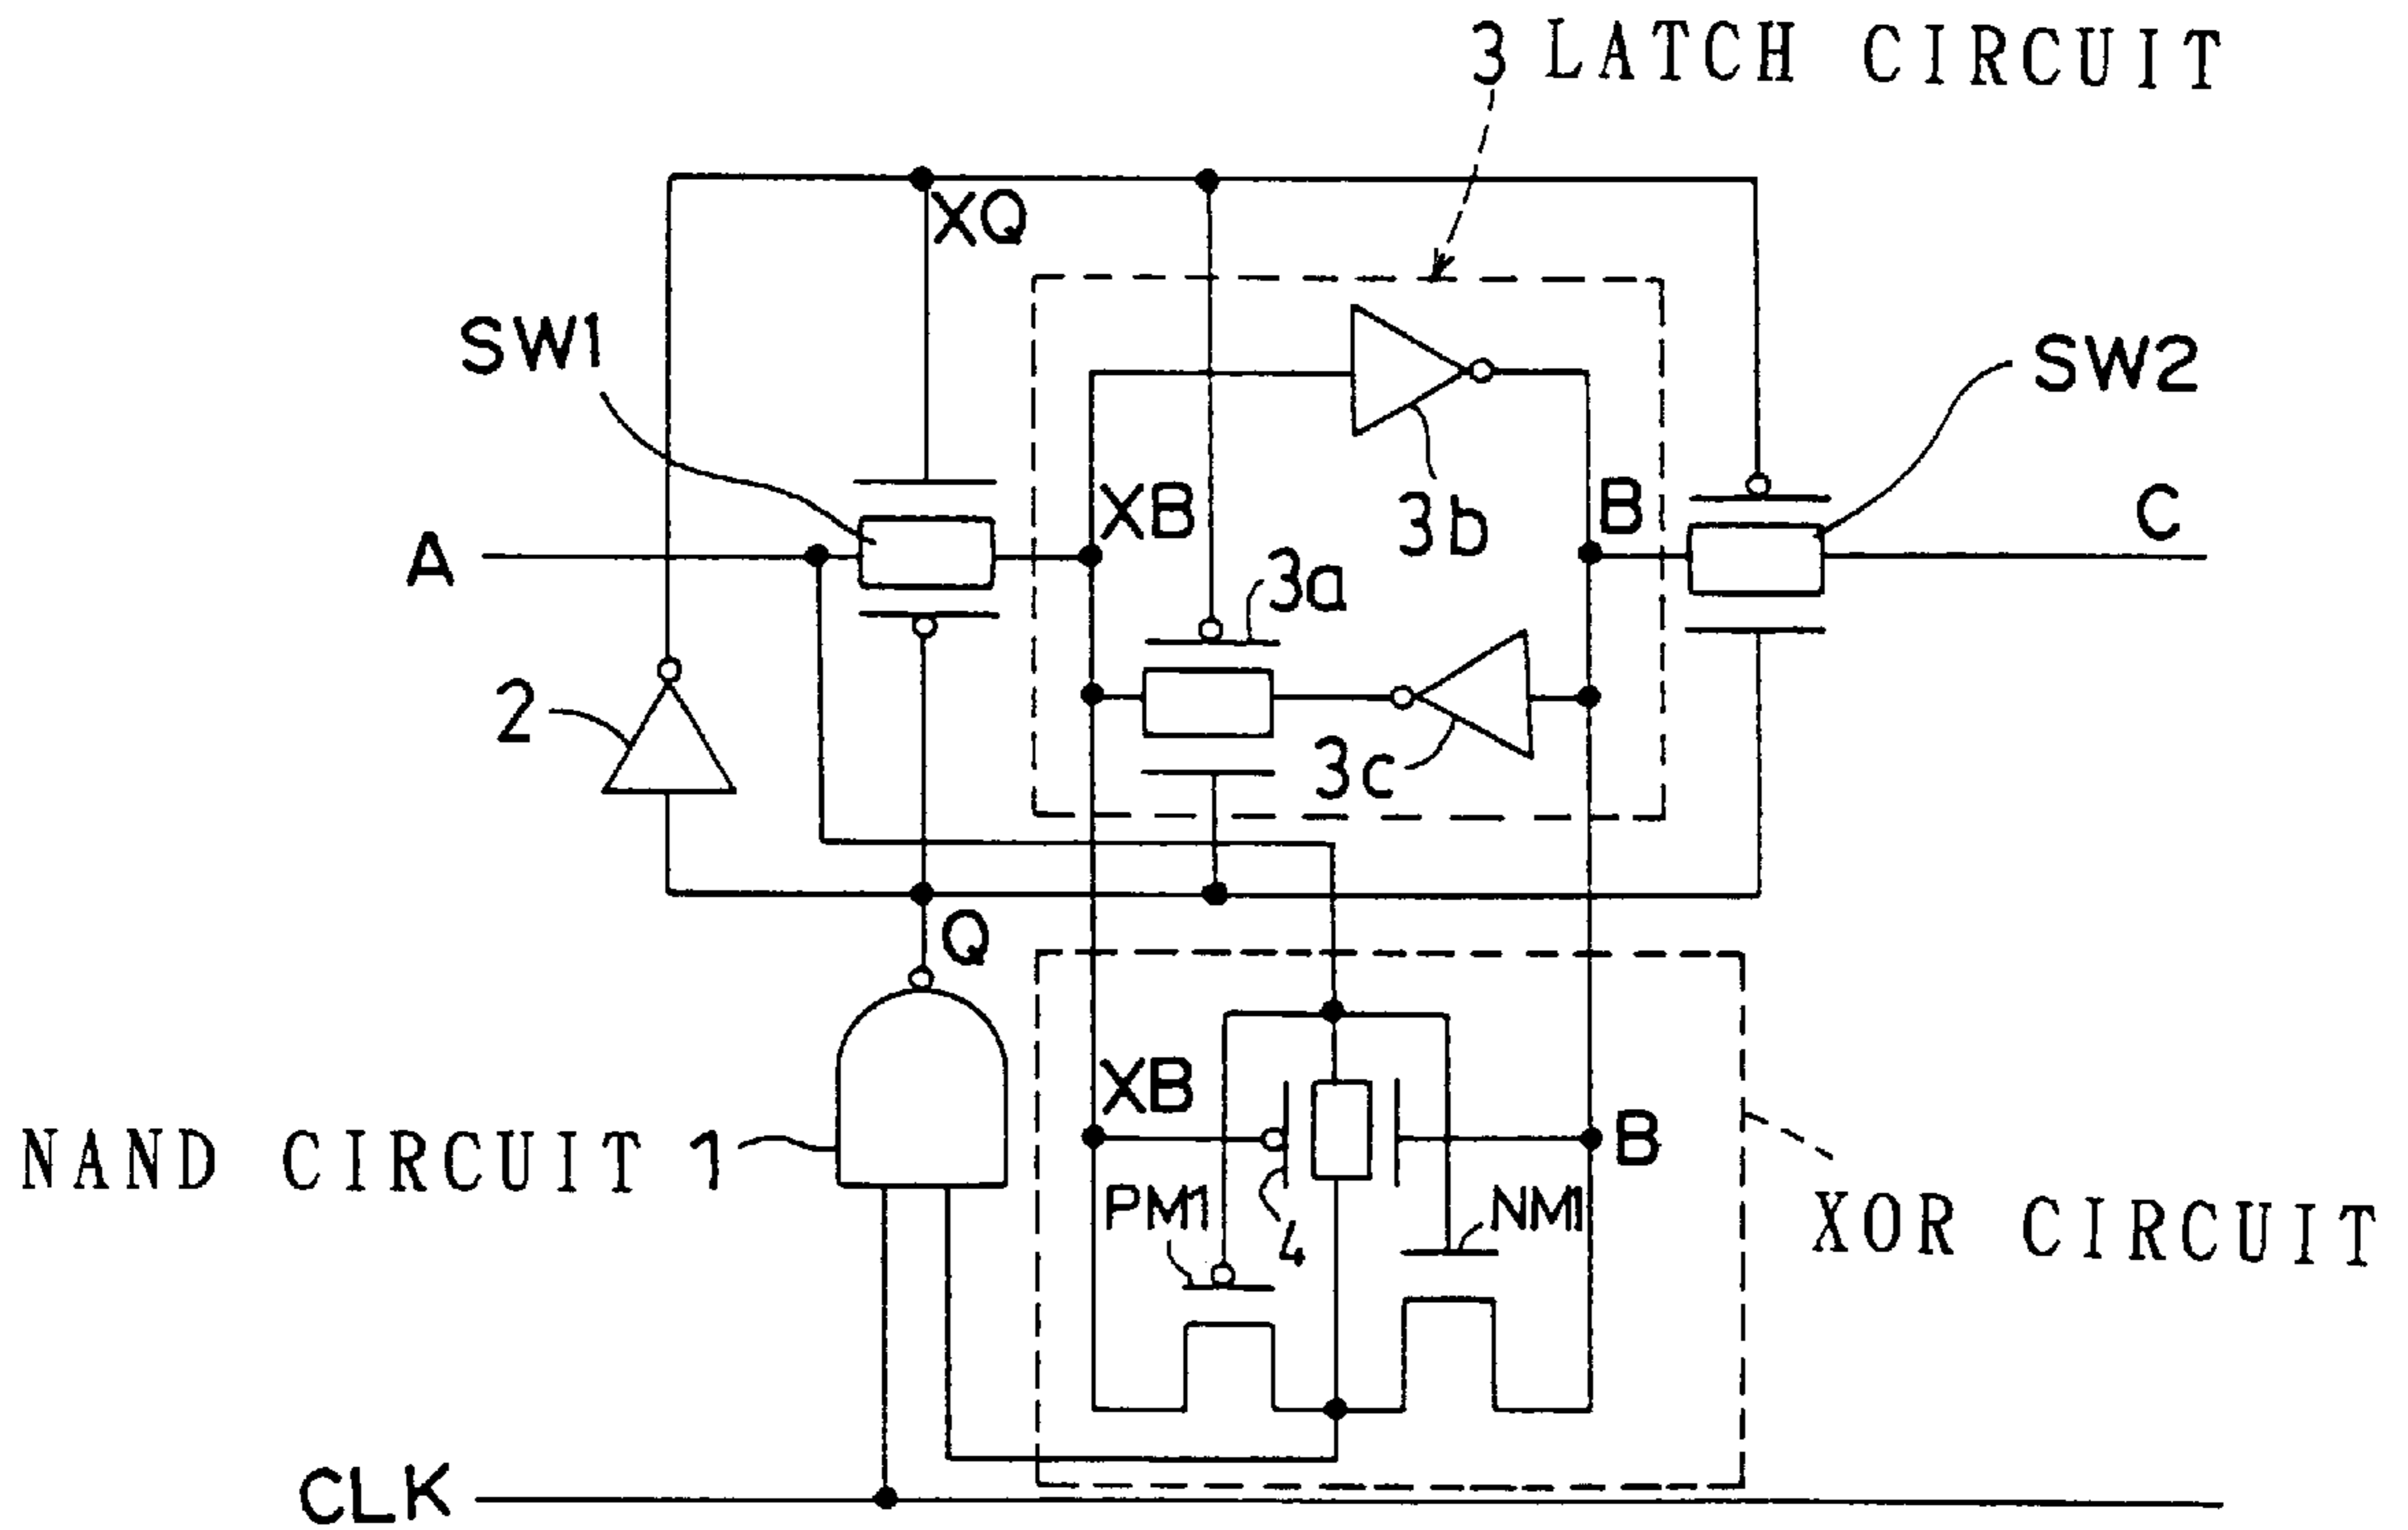 3 LATCH CIRCUIT
XQ
SW1
SW2
XB
B
C
3b
A
3a
2
3c
Q
XB
B
NAND CIRCUIT 1
PM1
4
NM1
XOR CIRCUIT
CLK